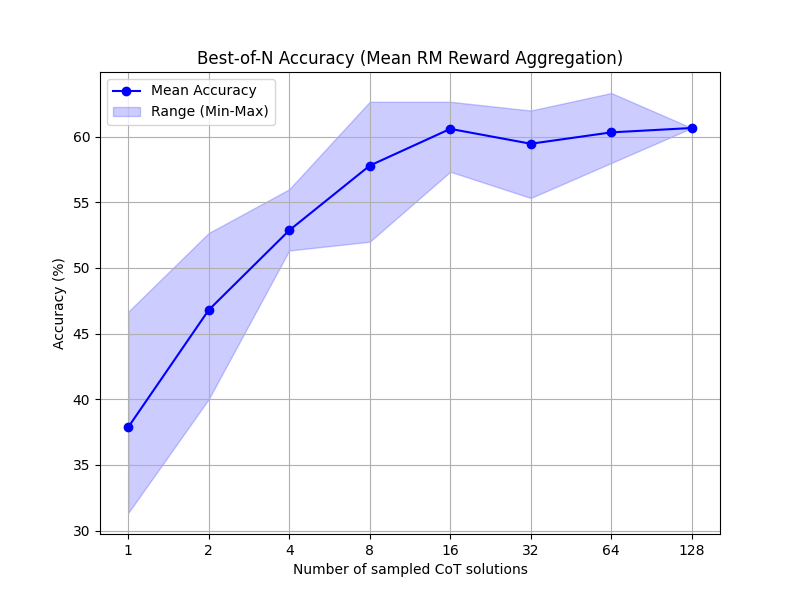 Best-of-N Accuracy (Mean RM Reward Aggregation)
Mean Accuracy
Range (Min-Max)
Accuracy (%)
60
55
50
45
40
35
30
1 2 4 8 16 32 64 128
Number of sampled CoT solutions